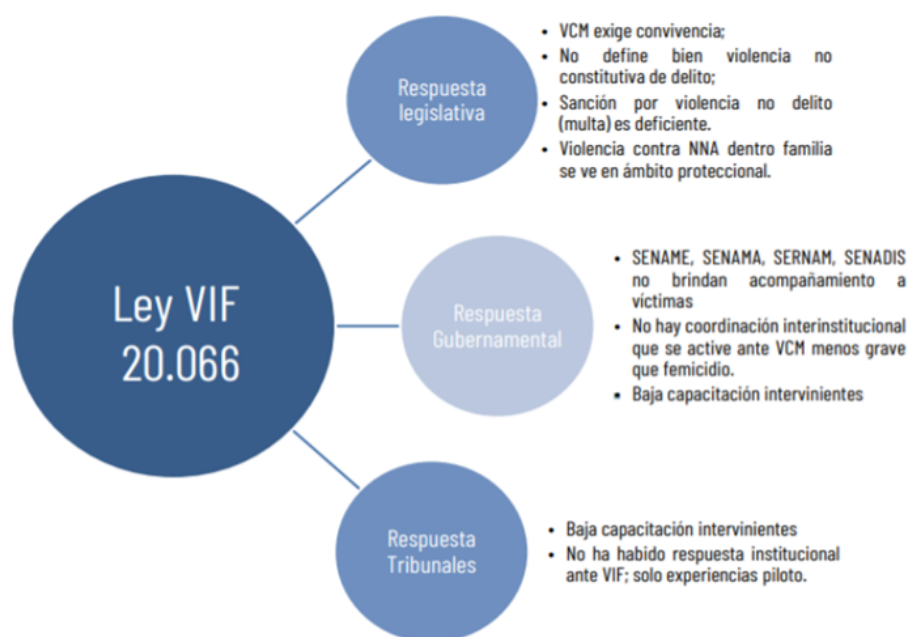 Ley VIF
20.066
Respuesta
legislativa
• VCM exige convivencia;
• No define bien violencia no
constitutiva de delito;
• Sanción por violencia no delito
(multa) es deficiente.
• Violencia contra NNA dentro familia
se ve en ámbito proteccional.
Respuesta
Gubernamental
• SENAME, SENAMA, SERNAM, SENADIS
no brindan acompañamiento a
víctimas
• No hay coordinación interinstitucional
que se active ante VCM menos grave
que femicidio.
• Baja capacitación intervinientes
Respuesta
Tribunales
• Baja capacitación intervinientes
• No ha habido respuesta institucional
ante VIF; solo experiencias piloto.